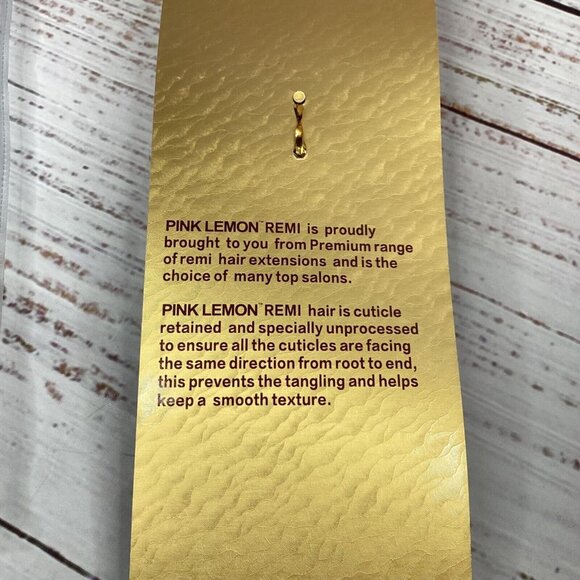 PINK LEMON™ REMI is proudly
brought to you from Premium range
of remi hair extensions and is the
choice of many top salons.
PINK LEMON™ REMI hair is cuticle
retained and specially unprocessed
to ensure all the cuticles are facing
the same direction from root to end,
this prevents the tangling and helps
keep a smooth texture.